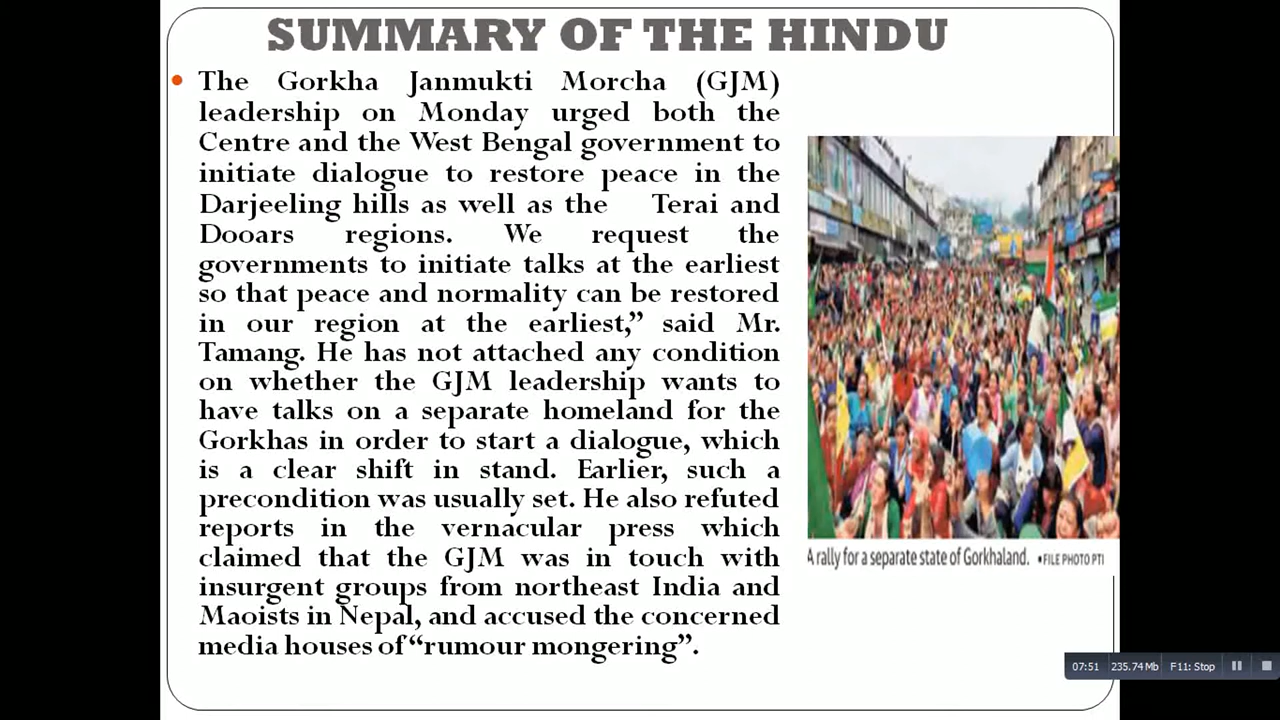 SUMMARY OF THE HINDU
• The Gorkha Janmukti Morcha (GJM)
leadership on Monday urged both the
Centre and the West Bengal government to
initiate dialogue to restore peace in the
Darjeeling hills as well as the Terai and
Dooars regions. We request the
governments to initiate talks at the earliest
so that peace and normality can be restored
in our region at the earliest,” said Mr.
Tamang. He has not attached any condition
on whether the GJM leadership wants to
have talks on a separate homeland for the
Gorkhas in order to start a dialogue, which
is a clear shift in stand. Earlier, such a
precondition was usually set. He also refuted
reports in the vernacular press which
claimed that the GJM was in touch with
insurgent groups from northeast India and
Maoists in Nepal, and accused the concerned
media houses of “rumour mongering”.
A rally for a separate state of Gorkhaland. •FILE PHOTO PTI
07:51 235.74 Mb F11: Stop